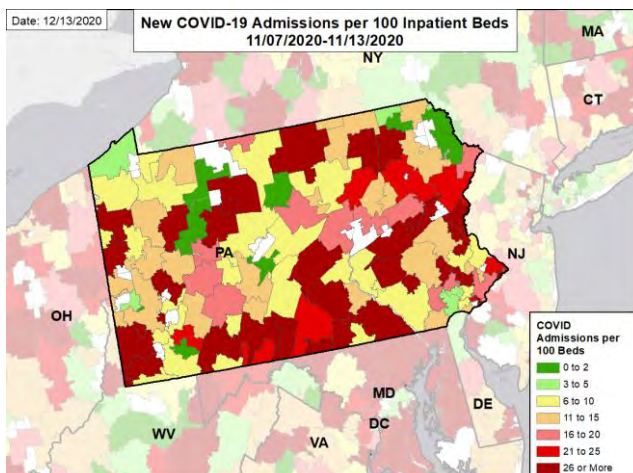 Date: 12/13/2020
New COVID-19 Admissions per 100 Inpatient Beds
11/07/2020-11/13/2020
MA
NY
CT
PA
NJ
OH
MD
DE
DC
WV
VA
COVID
Admissions per
100 Beds
0 to 2
3 to 5
6 to 10
11 to 15
16 to 20
21 to 25
26 or More